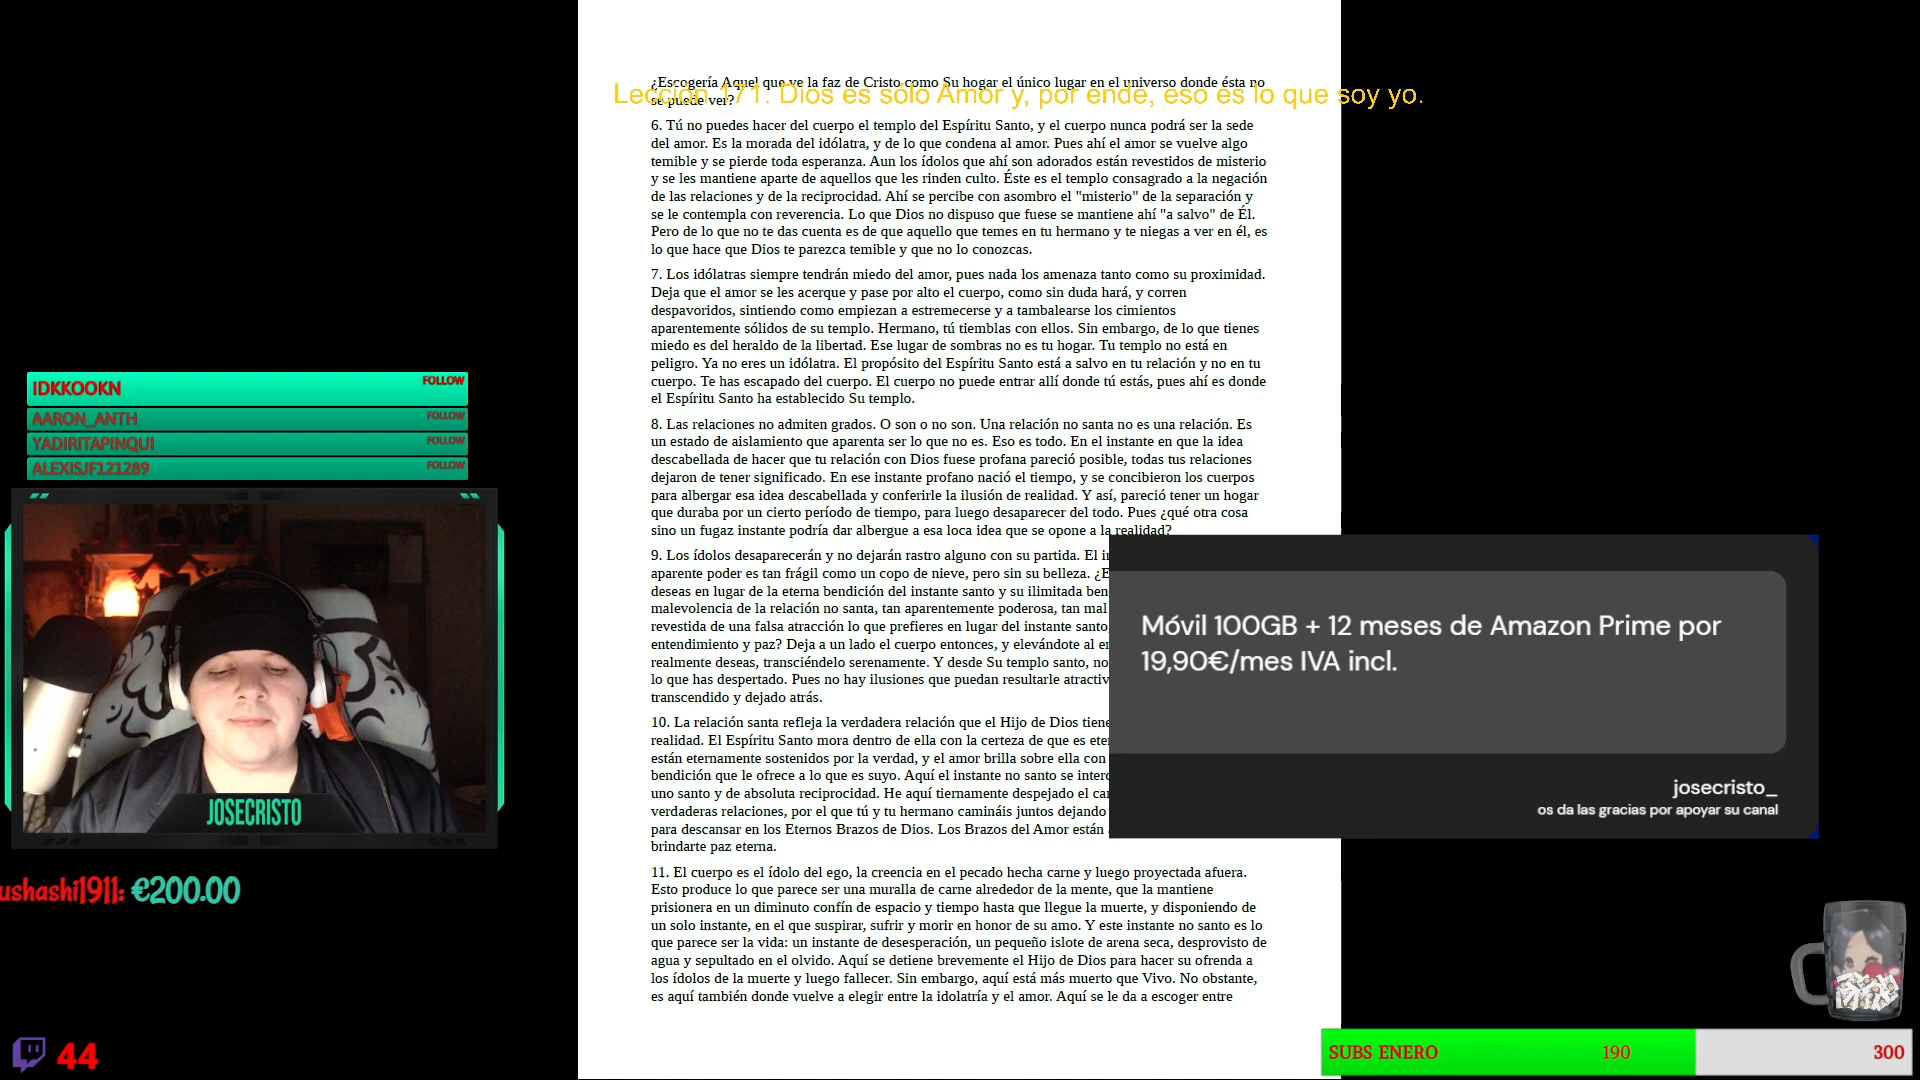 ¿Escogería Aquel que ve la faz de Cristo como Su hogar el único lugar en el universo donde ésta no
se puede ver?
Lección 171: Dios es sólo Amor y, por ende, eso es lo que soy yo.
6. Tú no puedes hacer del cuerpo el templo del Espíritu Santo, y el cuerpo nunca podrá ser la sede
del amor. Es la morada del idólatra, y de lo que condena al amor. Pues ahí el amor se vuelve algo
temible y se pierde toda esperanza. Aun los ídolos que ahí son adorados están revestidos de misterio
y se les mantiene aparte de aquellos que les rinden culto. Éste es el templo consagrado a la negación
de las relaciones y de la reciprocidad. Ahí se percibe con asombro el "misterio" de la separación y
se le contempla con reverencia. Lo que Dios no dispuso que fuese se mantiene ahí "a salvo" de Él.
Pero de lo que no te das cuenta es de que aquello que temes en tu hermano y te niegas a ver en él, es
lo que hace que Dios te parezca temible y que no lo conozcas.
7. Los idólatras siempre tendrán miedo del amor, pues nada los amenaza tanto como su proximidad.
Deja que el amor se les acerque y pase por alto el cuerpo, como sin duda hará, y corren
despavoridos, sintiendo como empiezan a estremecerse y a tambalearse los cimientos
aparentemente sólidos de su templo. Hermano, tú tiemblas con ellos. Sin embargo, de lo que tienes
miedo es del heraldo de la libertad. Ese lugar de sombras no es tu hogar. Tu templo no está en
peligro. Ya no eres un idólatra. El propósito del Espíritu Santo está a salvo en tu relación y no en tu
cuerpo. Te has escapado del cuerpo. El cuerpo no puede entrar allí donde tú estás, pues ahí es donde
el Espíritu Santo ha establecido Su templo.
8. Las relaciones no admiten grados. O son o no son. Una relación no santa no es una relación. Es
un estado de aislamiento que aparenta ser lo que no es. Eso es todo. En el instante en que la idea
descabellada de hacer que tu relación con Dios fuese profana pareció posible, todas tus relaciones
dejaron de tener significado. En ese instante profano nació el tiempo, y se concibieron los cuerpos
para albergar esa idea descabellada y conferirle la ilusión de realidad. Y así, pareció tener un hogar
que duraba por un cierto período de tiempo, para luego desaparecer del todo. Pues ¿qué otra cosa
sino un fugaz instante podría dar albergue a esa loca idea que se opone a la realidad?
9. Los ídolos desaparecerán y no dejarán rastro alguno con su partida. El
aparente poder es tan frágil como un copo de nieve, pero sin su belleza.
deseas en lugar de la eterna bendición del instante santo y su ilimitada
malevolencia de la relación no santa, tan aparentemente poderosa, tan mal
revestida de una falsa atracción lo que prefieres en lugar del instante santo,
entendimiento y paz? Deja a un lado el cuerpo entonces, y elevándote al
realmente deseas, transciéndelo serenamente. Y desde Su templo santo, no
lo que has despertado. Pues no hay ilusiones que puedan resultarle
transcendido y dejado atrás.
10. La relación santa refleja la verdadera relación que el Hijo de Dios tiene
realidad. El Espíritu Santo mora dentro de ella con la certeza de que es
están eternamente sostenidos por la verdad, y el amor brilla sobre ella con
bendición que le ofrece a lo que es suyo. Aquí el instante no santo se
uno santo y de absoluta reciprocidad. He aquí tiernamente despejado el
verdaderas relaciones, por el que tú y tu hermano camináis juntos dejando
para descansar en los Eternos Brazos de Dios. Los Brazos del Amor están
brindarte paz eterna.
11. El cuerpo es el ídolo del ego, la creencia en el pecado hecha carne y luego proyectada afuera.
Esto produce lo que parece ser una muralla de carne alrededor de la mente, que la mantiene
prisionera en un diminuto confín de espacio y tiempo hasta que llegue la muerte, y disponiendo de
un solo instante, en el que suspirar, sufrir y morir en honor de su amo. Y este instante no santo es lo
que parece ser la vida: un instante de desesperación, un pequeño islote de arena seca, desprovisto de
agua y sepultado en el olvido. Aquí se detiene brevemente el Hijo de Dios para hacer su ofrenda a
los ídolos de la muerte y luego fallecer. Sin embargo, aquí está más muerto que Vivo. No obstante,
es aquí también donde vuelve a elegir entre la idolatría y el amor. Aquí se le da a escoger entre
IDKKOOKN FOLLOW
AARON_ANTH FOLLOW
YADIRITAPINQUI FOLLOW
ALEXISJF121289 FOLLOW
JOSECRISTO
ushashi1911: €200.00
44
Móvil 100GB + 12 meses de Amazon Prime por
19,90€/mes IVA incl.
josecristo_
os da las gracias por apoyar su canal
SUBS ENERO 190 300